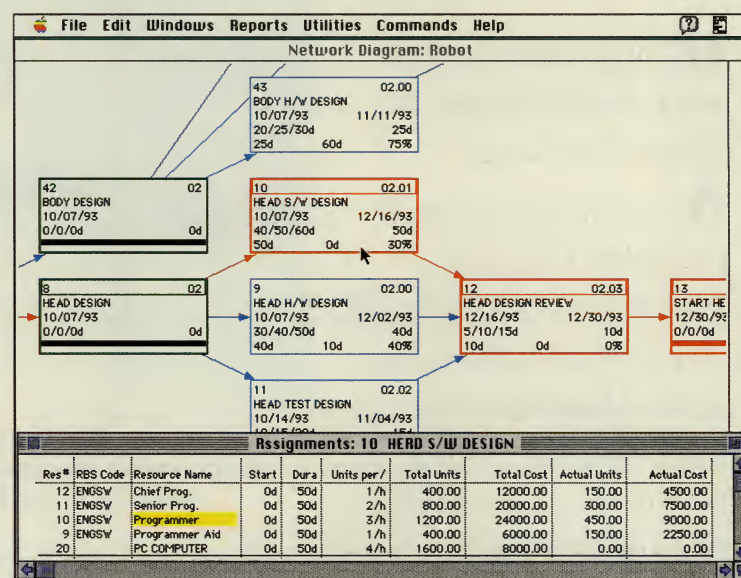 File Edit Windows Reports Utilities Commands Help
Network Diagram: Robot
43 02.00
BODY H/W DESIGN
10/07/93 11/11/93
20/25/30d 25d
25d 60d 75%
42 02
BODY DESIGN
10/07/93
0/0/0d 0d
10 02.01
HEAD S/W DESIGN
10/07/93 12/16/93
40/50/60d 50d
50d 0d 30%
8 02
HEAD DESIGN
10/07/93
0/0/0d 0d
9 02.00
HEAD H/W DESIGN
10/07/93 12/02/93
30/40/50d 40d
40d 10d 40%
12 02.03
HEAD DESIGN REVIEW
12/16/93 12/30/93
5/10/15d 10d
10d 0d 0%
13
START HE
12/30/93
0/0/0d
11 02.02
HEAD TEST DESIGN
10/14/93 11/04/93
Assignments: 10 HEAD S/W DESIGN
Res# RBS Code Resource Name Start Dura Units per/ Total Units Total Cost Actual Units Actual Cost
12 ENGSW Chief Prog. 0d 50d 1/h 400.00 12000.00 150.00 4500.00
11 ENGSW Senior Prog. 0d 50d 2/h 800.00 20000.00 300.00 7500.00
10 ENGSW Programmer 0d 50d 3/h 1200.00 24000.00 450.00 9000.00
9 ENGSW Programmer Aid 0d 50d 1/h 400.00 6000.00 150.00 2250.00
20 PC COMPUTER 0d 50d 4/h 1600.00 8000.00 0.00 0.00